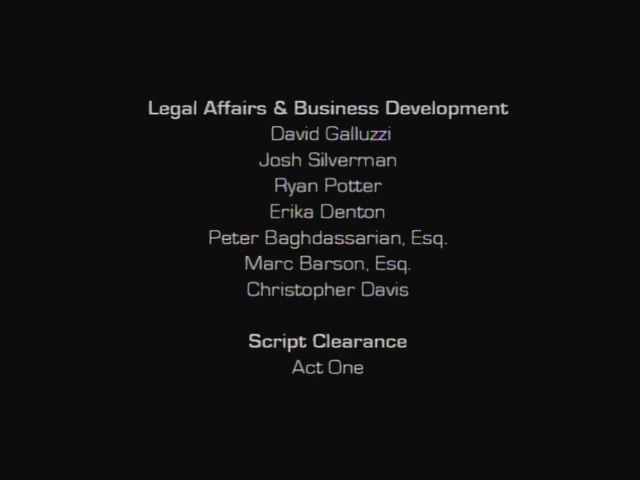 Legal Affairs & Business Development
David Galluzzi
Josh Silverman
Ryan Potter
Erika Denton
Peter Baghdassarian, Esq.
Marc Barson, Esq.
Christopher Davis
Script Clearance
Act One